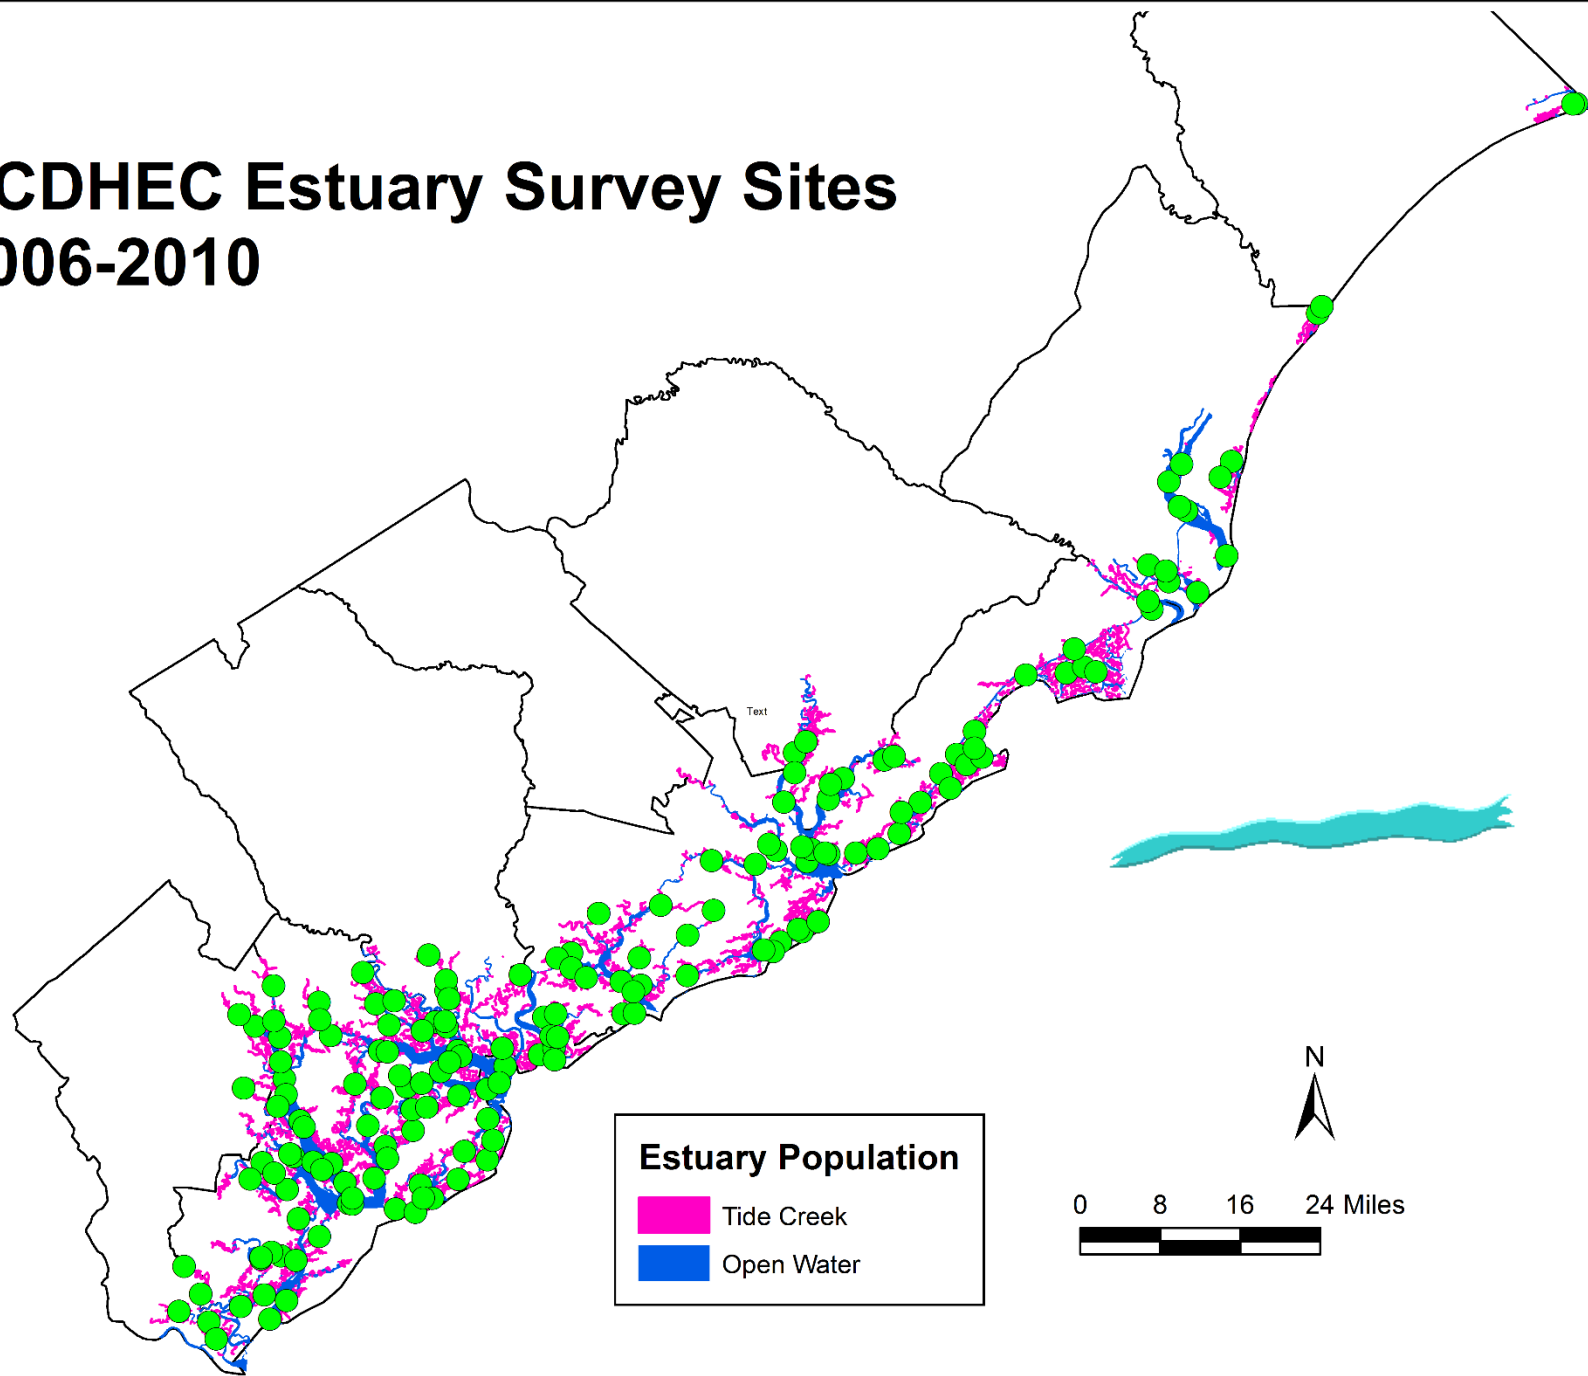 CDHEC Estuary Survey Sites
006-2010
Text
Estuary Population
Tide Creek
Open Water
N
0 8 16 24 Miles